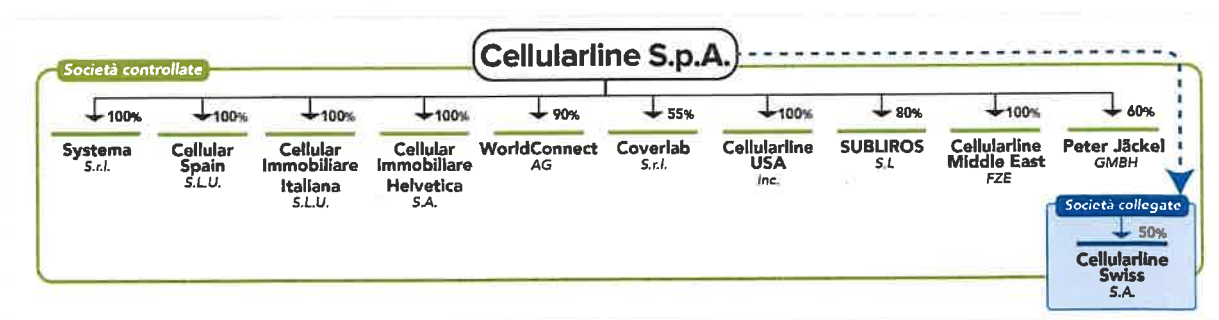 Cellularline S.p.A.
Società controllate
100%
Systema
S.r.l.
100%
Cellular
Spain
S.L.U.
100%
Cellular
Immobiliare
Italiana
S.L.U.
100%
Cellular
Immobiliare
Helvetica
S.A.
90%
WorldConnect
AG
55%
Coverlab
S.r.l.
100%
Cellularline
USA
Inc.
80%
SUBLIROS
S.L
100%
Cellularline
Middle East
FZE
60%
Peter Jäckel
GMBH
Società collegate
50%
Cellularline
Swiss
S.A.